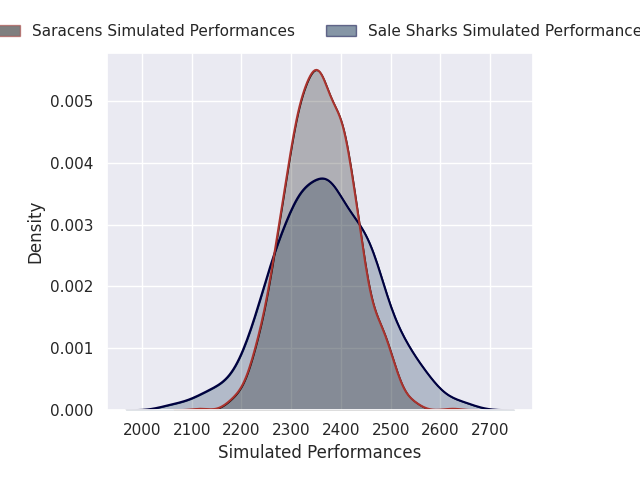 Saracens Simulated Performances
Sale Sharks Simulated Performance
0.005
0.004
0.003
0.002
0.001
0.000
Density
2000 2100 2200 2300 2400 2500 2600 2700
Simulated Performances